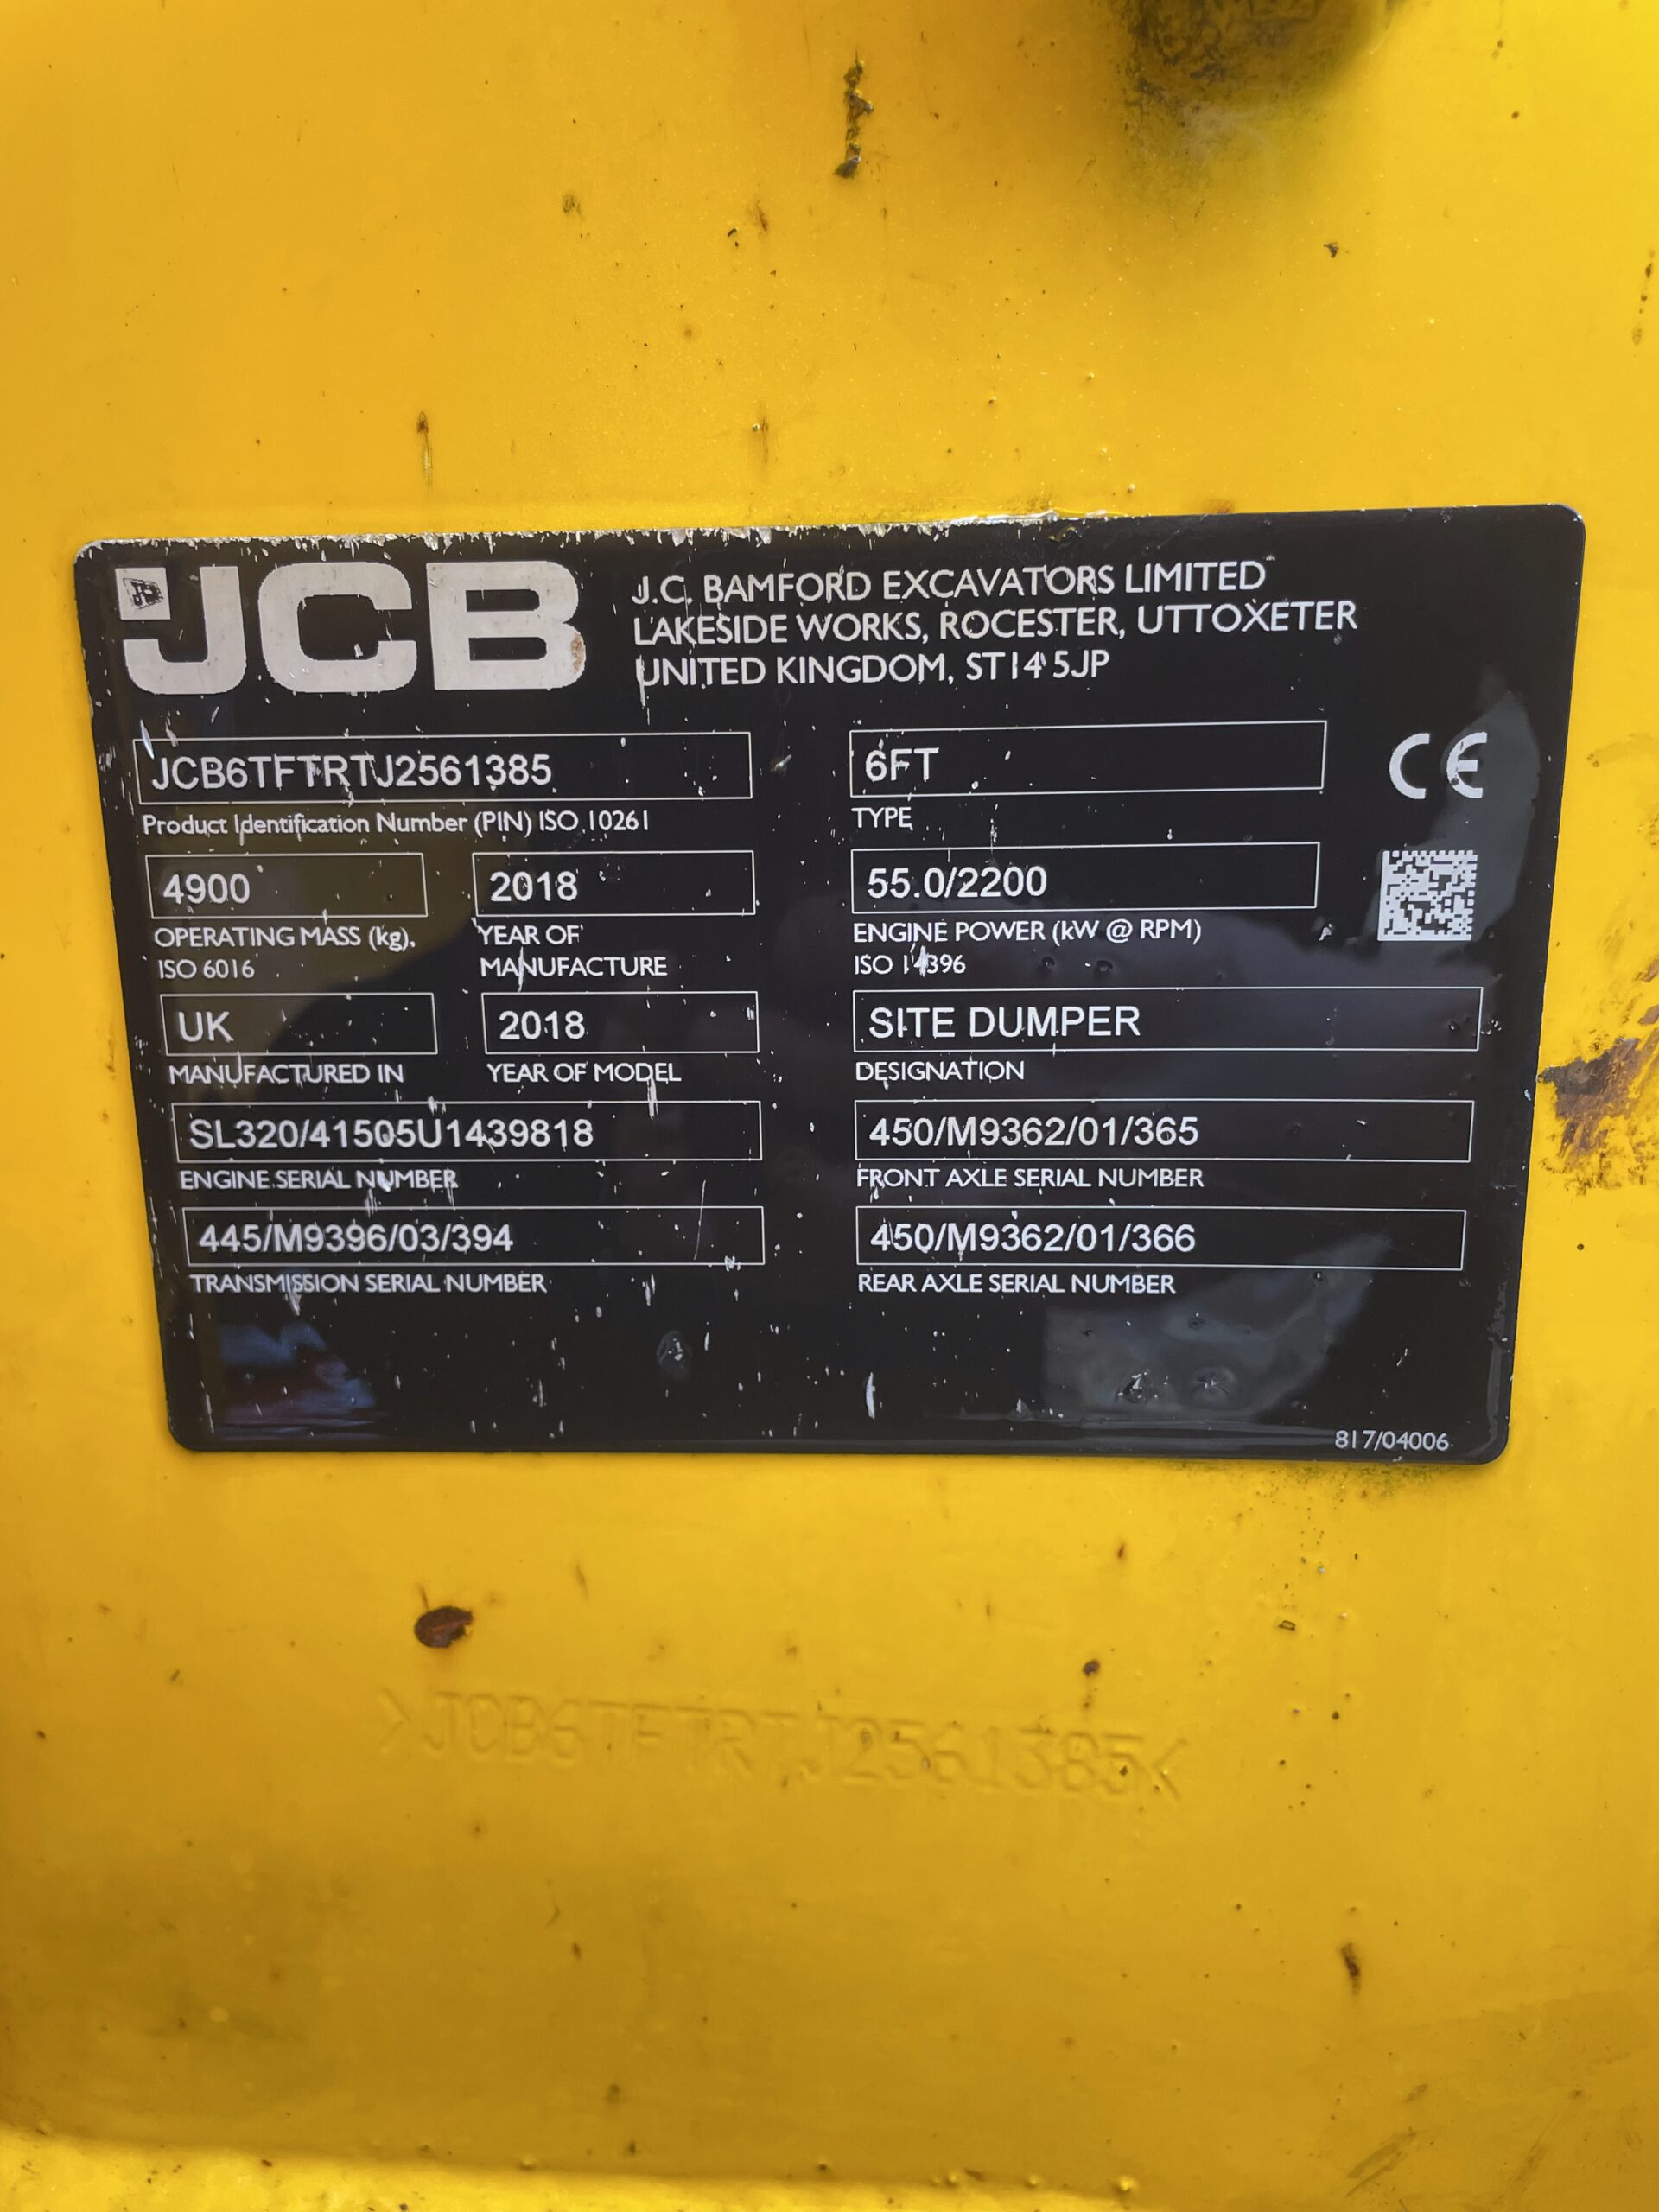 JCB
J.C. BAMFORD EXCAVATORS LIMITED
LAKESIDE WORKS, ROCESTER, UTTOXETER
UNITED KINGDOM, ST14 5JP
JCB6TFTRTJ2561385
Product Identification Number (PIN) ISO 10261
6FT
TYPE
CE
4900
OPERATING MASS (kg).
ISO 6016
2018
YEAR OF
MANUFACTURE
55.0/2200
ENGINE POWER (kW @ RPM)
ISO 14396
UK
MANUFACTURED IN
2018
YEAR OF MODEL
SITE DUMPER
DESIGNATION
SL320/41505U1439818
ENGINE SERIAL NUMBER
450/M9362/01/365
FRONT AXLE SERIAL NUMBER
445/M9396/03/394
TRANSMISSION SERIAL NUMBER
450/M9362/01/366
REAR AXLE SERIAL NUMBER
817/04006
>JCB6TFTRTJ2561385<